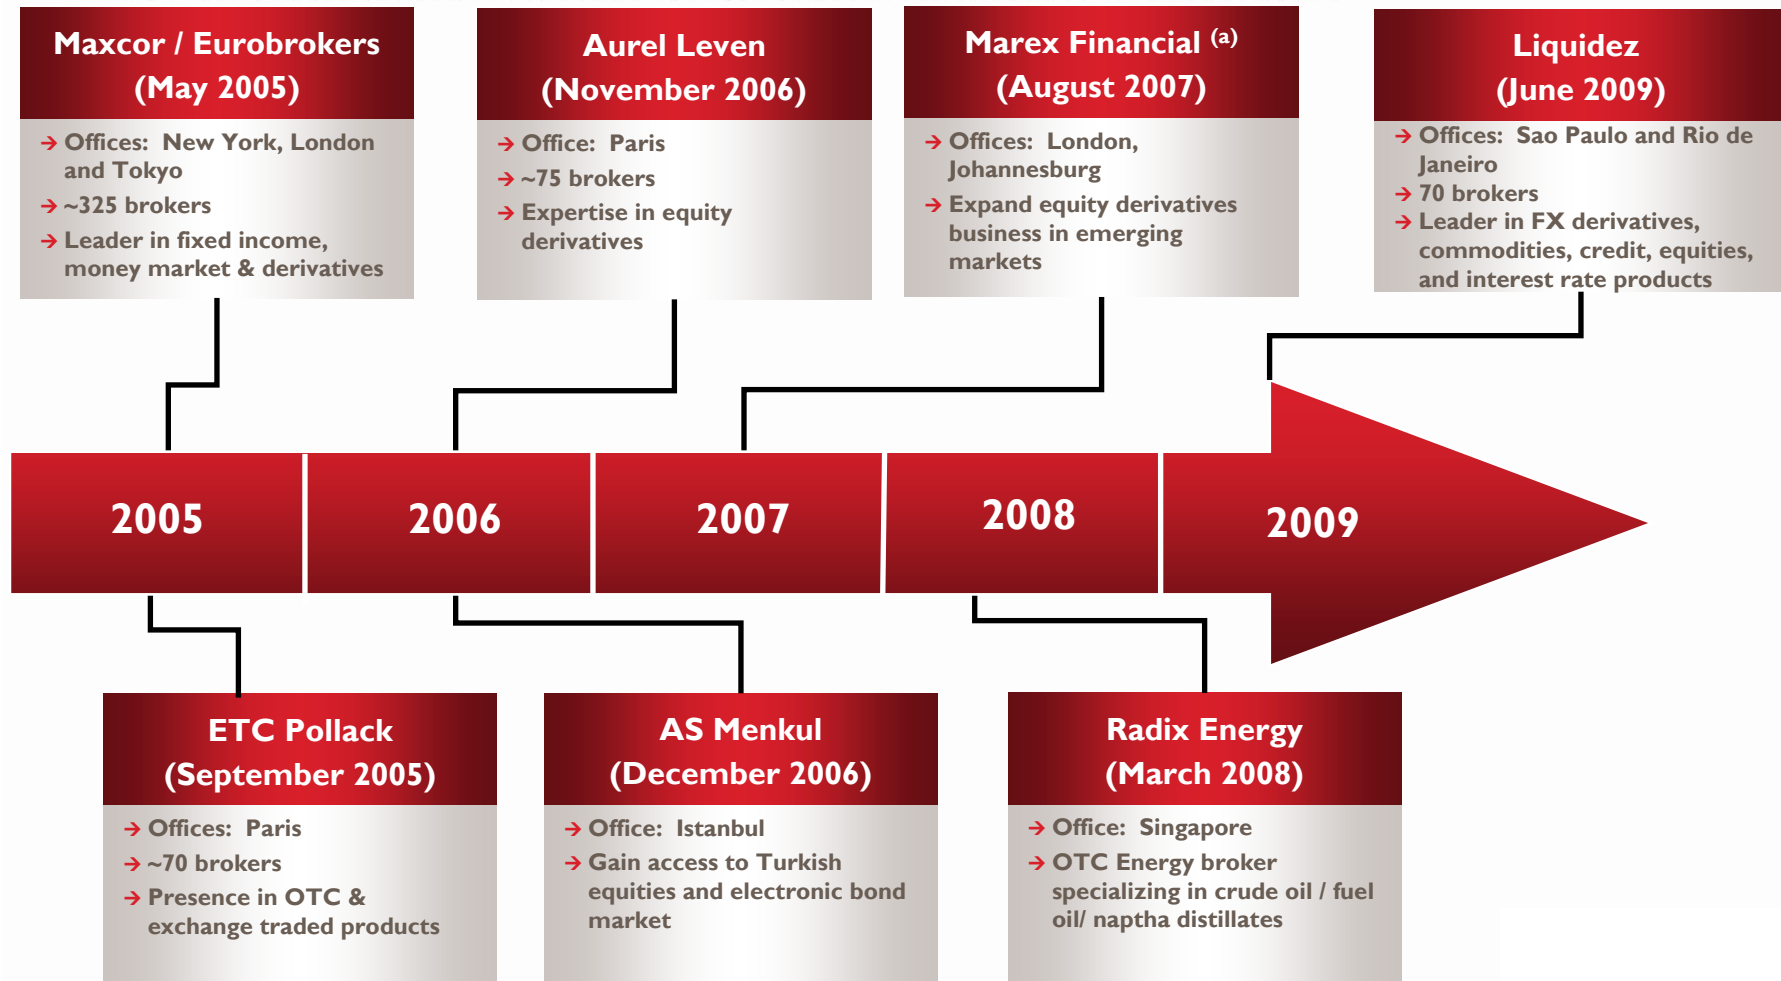 Maxcor / Eurobrokers
(May 2005)
→ Offices: New York, London
and Tokyo
→ ~325 brokers
→ Leader in fixed income,
money market & derivatives
Aurel Leven
(November 2006)
→ Office: Paris
→ ~75 brokers
→ Expertise in equity
derivatives
Marex Financial (a)
(August 2007)
→ Offices: London,
Johannesburg
→ Expand equity derivatives
business in emerging
markets
Liquidez
(June 2009)
→ Offices: Sao Paulo and Rio de
Janeiro
→ 70 brokers
→ Leader in FX derivatives,
commodities, credit, equities,
and interest rate products
2005
2006
2007
2008
2009
ETC Pollack
(September 2005)
→ Offices: Paris
→ ~70 brokers
→ Presence in OTC &
exchange traded products
AS Menkul
(December 2006)
→ Office: Istanbul
→ Gain access to Turkish
equities and electronic bond
market
Radix Energy
(March 2008)
→ Office: Singapore
→ OTC Energy broker
specializing in crude oil / fuel
oil/ naptha distillates